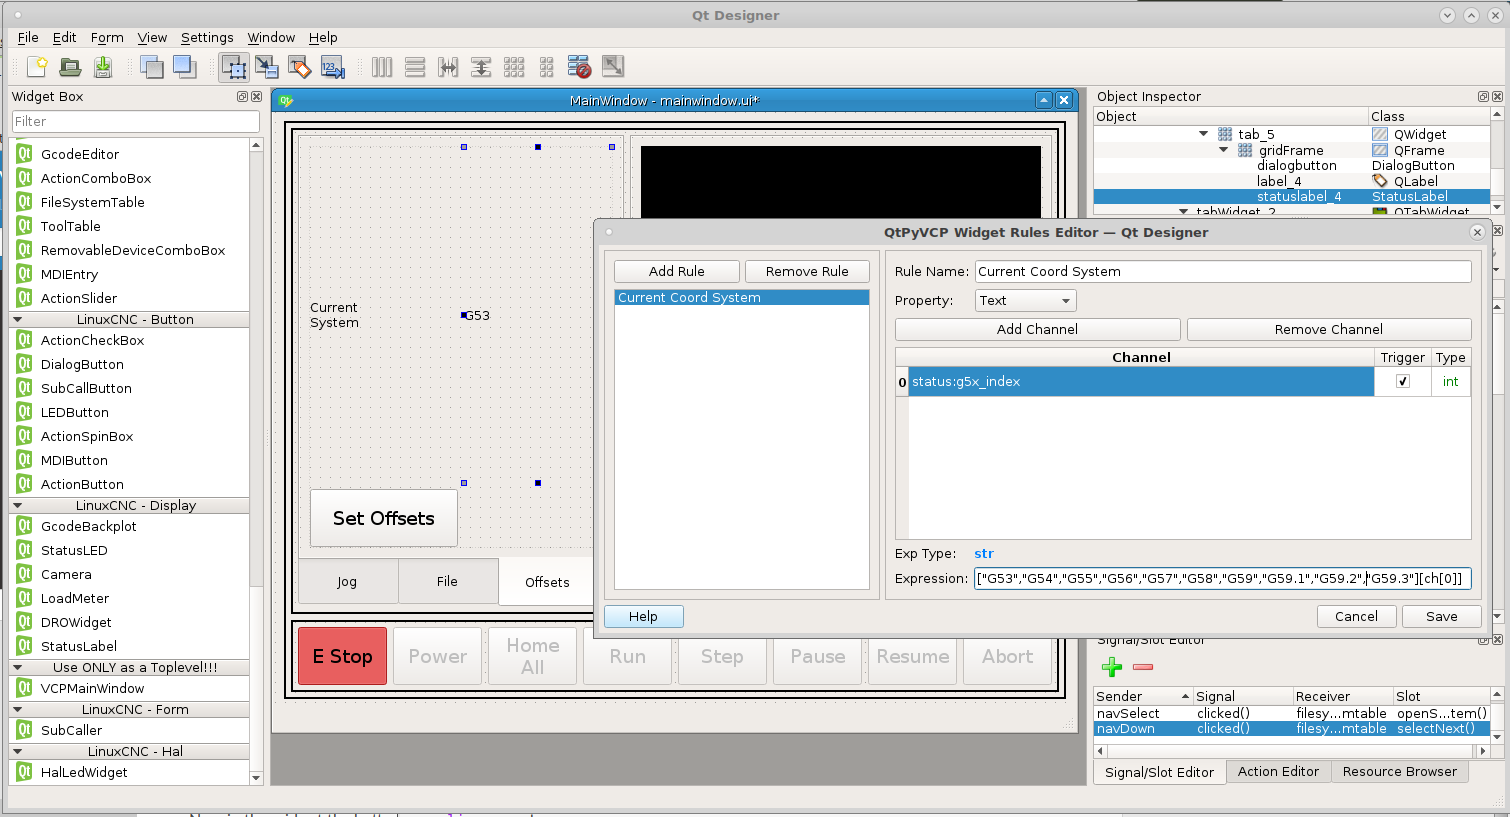 Qt Designer
File Edit Form View Settings Window Help
Widget Box
Filter
GcodeEditor
ActionComboBox
FileSystemTable
ToolTable
RemovableDeviceComboBox
MDIEntry
ActionSlider
LinuxCNC - Button
ActionCheckBox
DialogButton
SubCallButton
LEDButton
ActionSpinBox
MDIButton
ActionButton
LinuxCNC - Display
GcodeBackplot
StatusLED
Camera
LoadMeter
DROWidget
StatusLabel
Use ONLY as a Toplevel!!!
VCPMainWindow
LinuxCNC - Form
SubCaller
LinuxCNC - Hal
HalLedWidget
MainWindow - mainwindow.ui*
Current
System
G53
Set Offsets
Jog File Offsets
E Stop Power Home All Run Step Pause Resume Abort
Object Inspector
Object Class
tab_5 QWidget
gridFrame QFrame
dialogbutton DialogButton
label_4 QLabel
statuslabel_4 StatusLabel
tabWidget_2 QTabWidget
QtPyVCP Widget Rules Editor — Qt Designer
Add Rule Remove Rule
Current Coord System
Rule Name: Current Coord System
Property: Text
Add Channel Remove Channel
Channel Trigger Type
0 status:g5x_index int
Exp Type: str
Expression: ["G53","G54","G55","G56","G57","G58","G59","G59.1","G59.2","G59.3"][ch[0]]
Help Cancel Save
Signal/Slot Editor
Sender Signal Receiver Slot
navSelect clicked() filesy...mtable openS...tem()
navDown clicked() filesy...mtable selectNext()
Signal/Slot Editor Action Editor Resource Browser